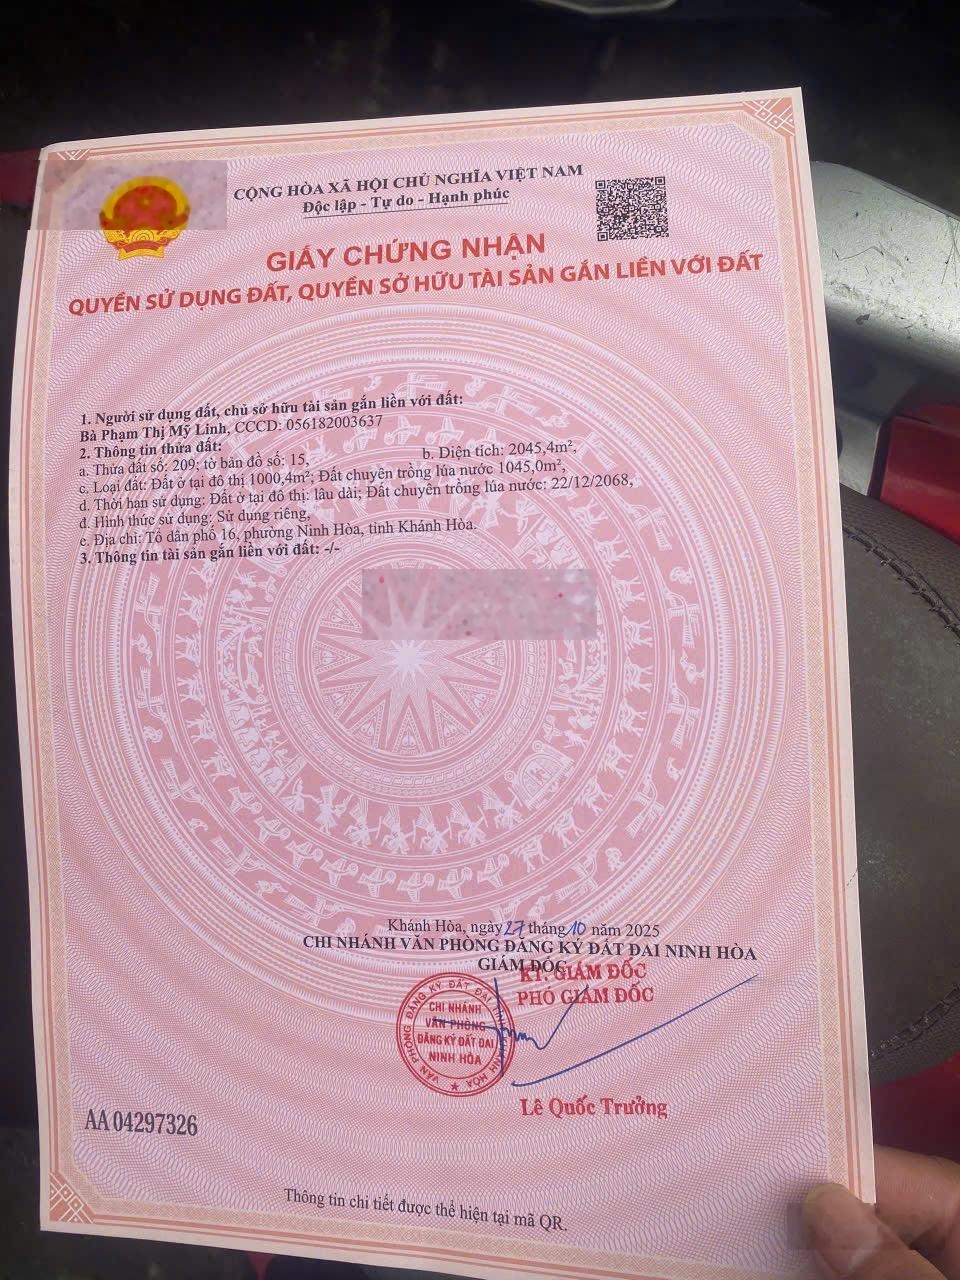 CỘNG HÒA XÃ HỘI CHỦ NGHĨA VIỆT NAM
Độc lập - Tự do - Hạnh phúc
GIẤY CHỨNG NHẬN
QUYỀN SỬ DỤNG ĐẤT, QUYỀN SỞ HỮU TÀI SẢN GẮN LIỀN VỚI ĐẤT
1. Người sử dụng đất, chủ sở hữu tài sản gắn liền với đất:
Bà Phạm Thị Mỹ Linh, CCCD: 056182003637
2. Thông tin thửa đất:
a. Thửa đất số: 209; tờ bản đồ số: 15, b. Diện tích: 2045,4m²,
c. Loại đất: Đất ở tại đô thị 1000,4m²; Đất chuyên trồng lúa nước 1045,0m²,
d. Thời hạn sử dụng: Đất ở tại đô thị: lâu dài; Đất chuyên trồng lúa nước: 22/12/2068,
đ. Hình thức sử dụng: Sử dụng riêng,
e. Địa chỉ: Tổ dân phố 16, phường Ninh Hòa, tỉnh Khánh Hòa.
3. Thông tin tài sản gắn liền với đất: -/-
Khánh Hòa, ngày 27 tháng 10 năm 2025
CHI NHÁNH VĂN PHÒNG ĐĂNG KÝ ĐẤT ĐAI NINH HÒA
GIÁM ĐỐC
KT. GIÁM ĐỐC
PHÓ GIÁM ĐỐC
VĂN PHÒNG ĐĂNG KÝ ĐẤT ĐAI TỈNH KHÁNH HÒA
CHI NHÁNH
VĂN PHÒNG
ĐĂNG KÝ ĐẤT ĐAI
NINH HÒA
Lê Quốc Trưởng
AA 04297326
Thông tin chi tiết được thể hiện tại mã QR.